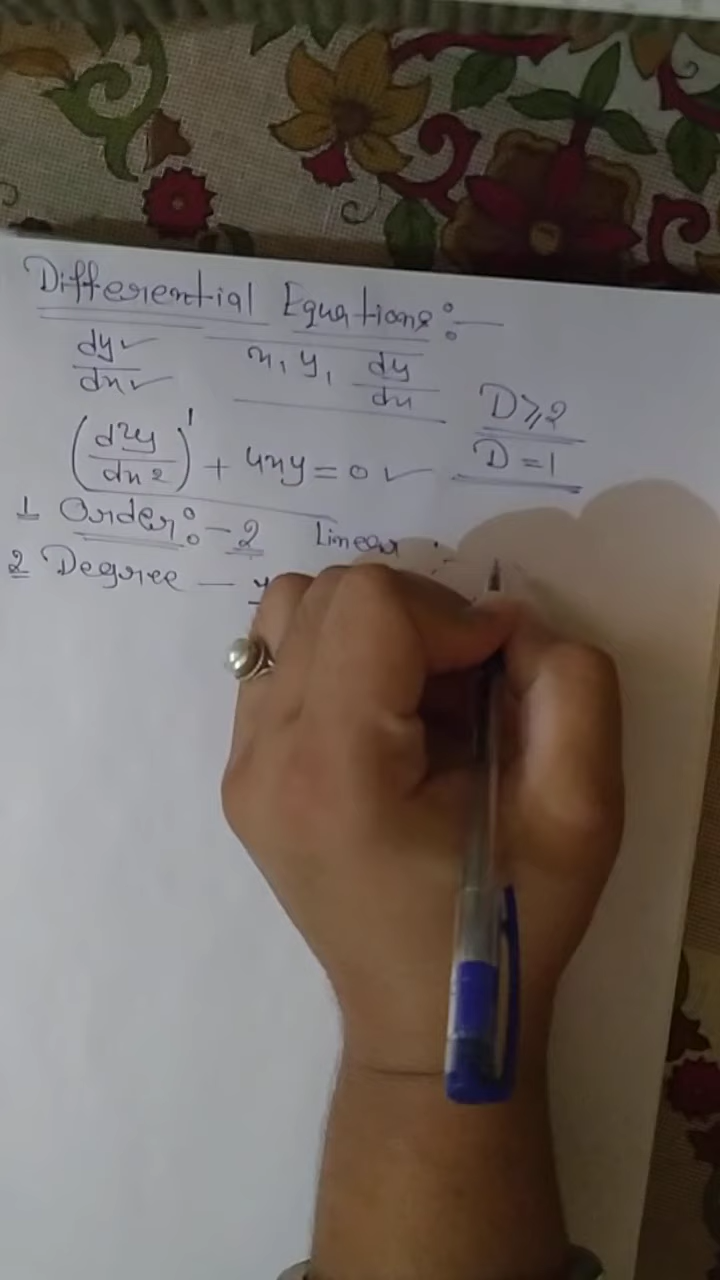 Differential Equations:-
dy/dx x, y, dy/dx
D≥2
(d²y/dx²)¹ + 4xy = 0 ✓ D=1
1 Order:- 2 Linear
2 Degree —